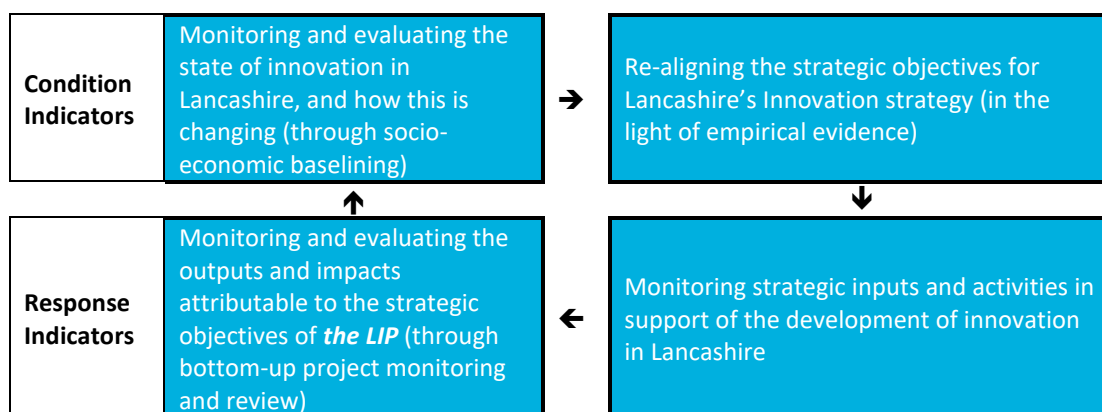 Condition
Indicators
Monitoring and evaluating the
state of innovation in
Lancashire, and how this is
changing (through socio-
economic baselining)
→
Re-aligning the strategic objectives for
Lancashire’s Innovation strategy (in the
light of empirical evidence)
↑
↓
Response
Indicators
Monitoring and evaluating the
outputs and impacts
attributable to the strategic
objectives of the LIP (through
bottom-up project monitoring
and review)
←
Monitoring strategic inputs and activities in
support of the development of innovation
in Lancashire